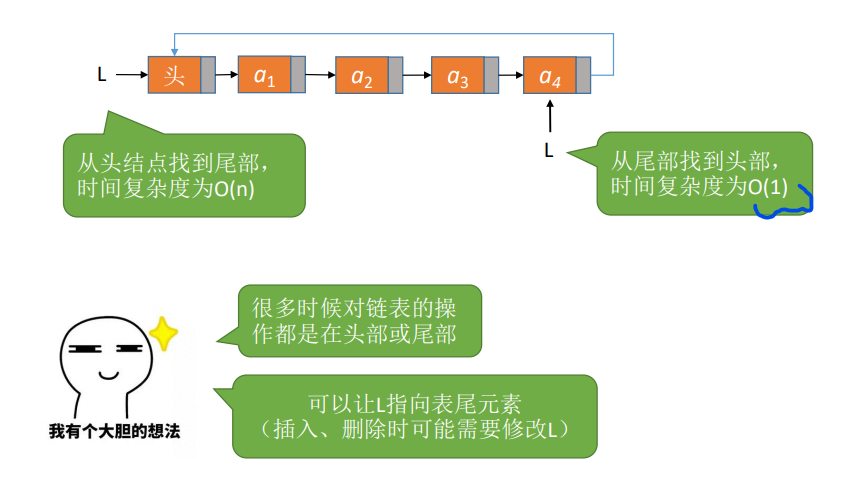 L 头 a1 a2 a3 a4
L
从头结点找到尾部，
时间复杂度为O(n)
从尾部找到头部，
时间复杂度为O(1)
很多时候对链表的操
作都是在头部或尾部
可以让L指向表尾元素
（插入、删除时可能需要修改L）
我有个大胆的想法